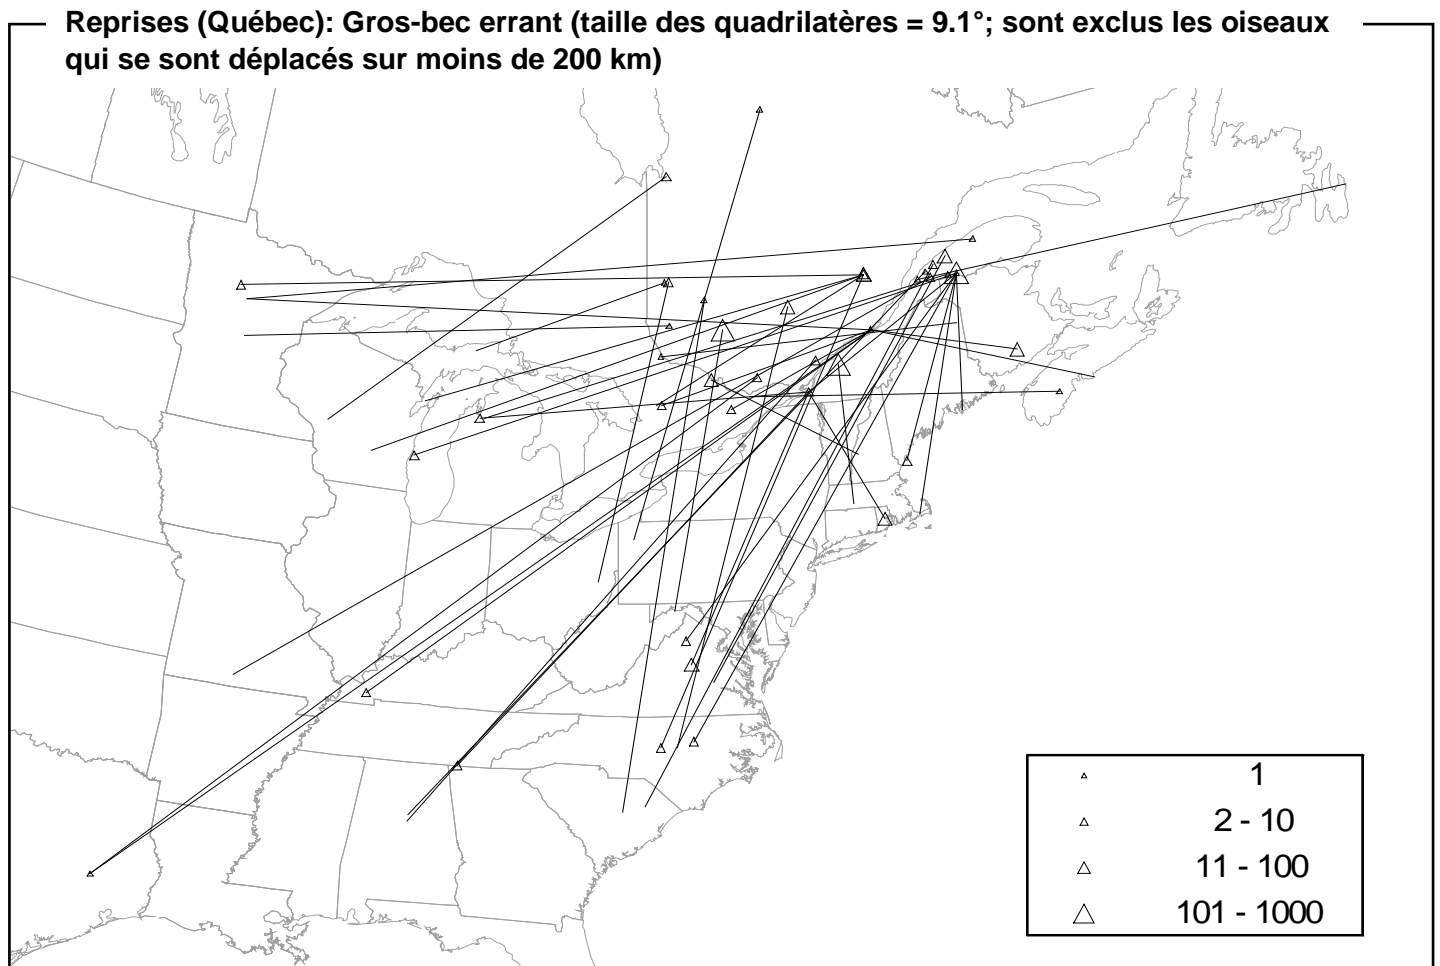 Reprises (Québec): Gros-bec errant (taille des quadrilatères = 9.1°; sont exclus les oiseaux
qui se sont déplacés sur moins de 200 km)
1
2 - 10
11 - 100
101 - 1000